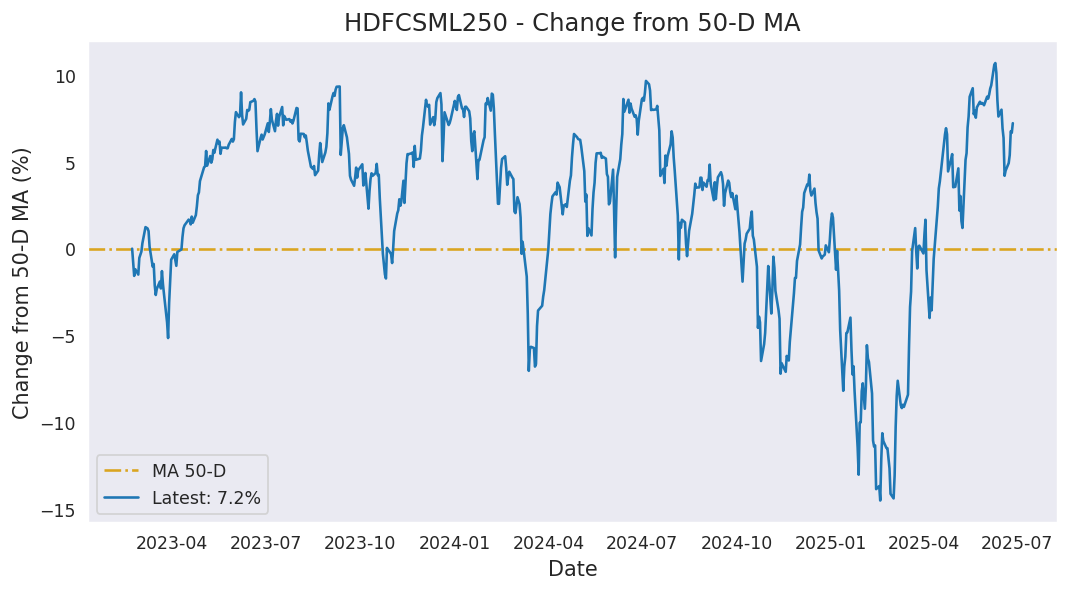 HDFCSML250 - Change from 50-D MA
Change from 50-D MA (%)
10
5
0
−5
−10
−15
MA 50-D
Latest: 7.2%
2023-04 2023-07 2023-10 2024-01 2024-04 2024-07 2024-10 2025-01 2025-04 2025-07
Date